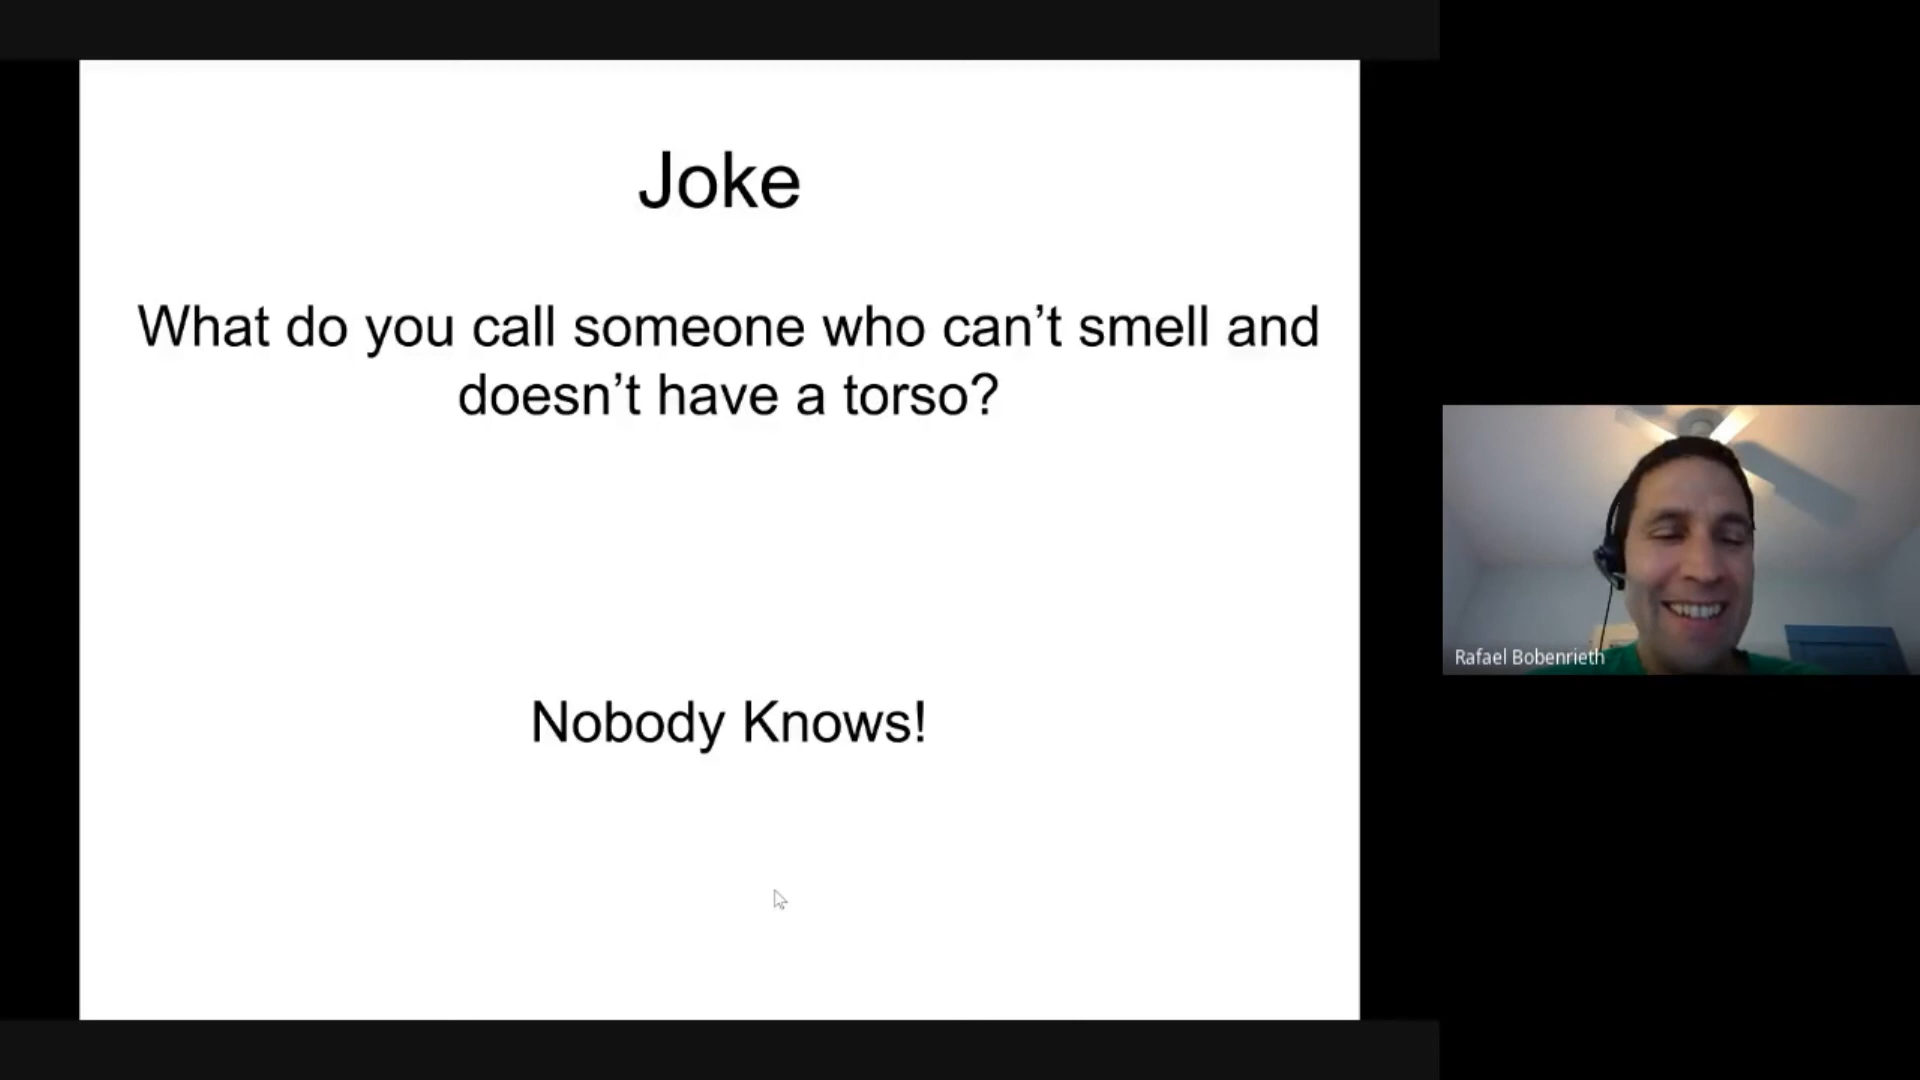 Joke
What do you call someone who can’t smell and
doesn’t have a torso?
Nobody Knows!
Rafael Bobenrieth